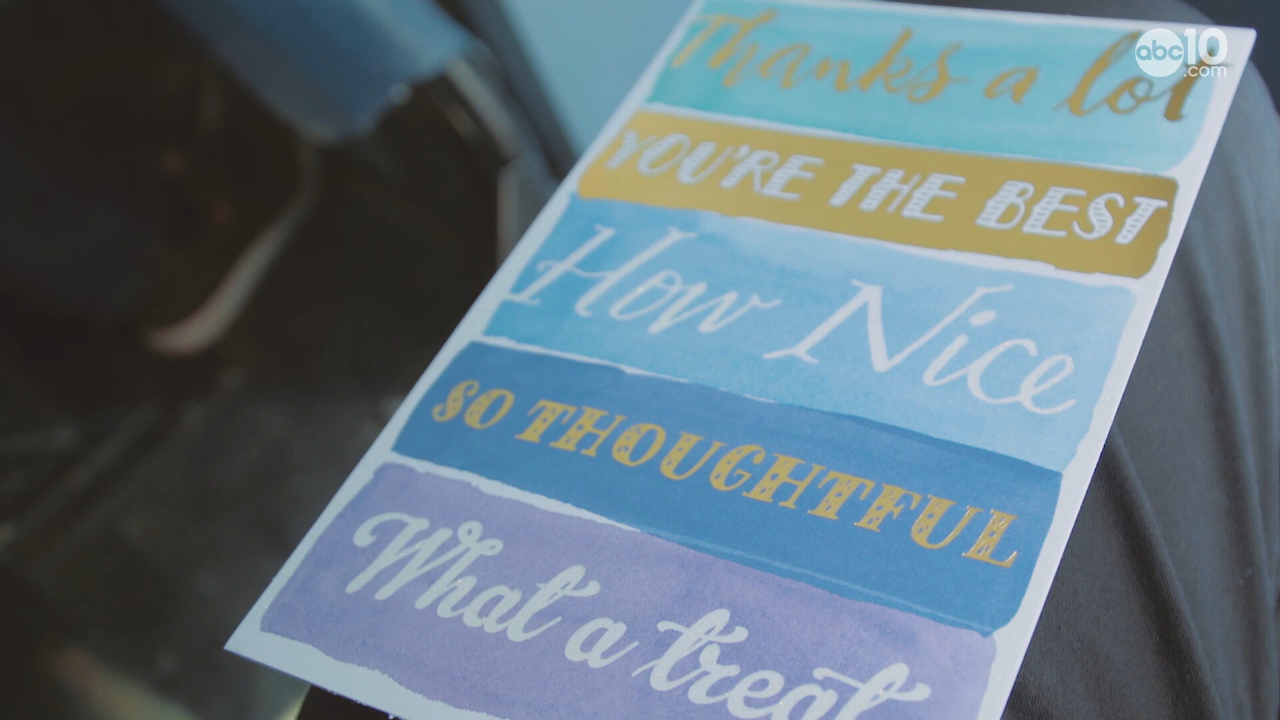 abc10
.com
Thanks a lot
YOU'RE THE BEST
How Nice
SO THOUGHTFUL
What a treat